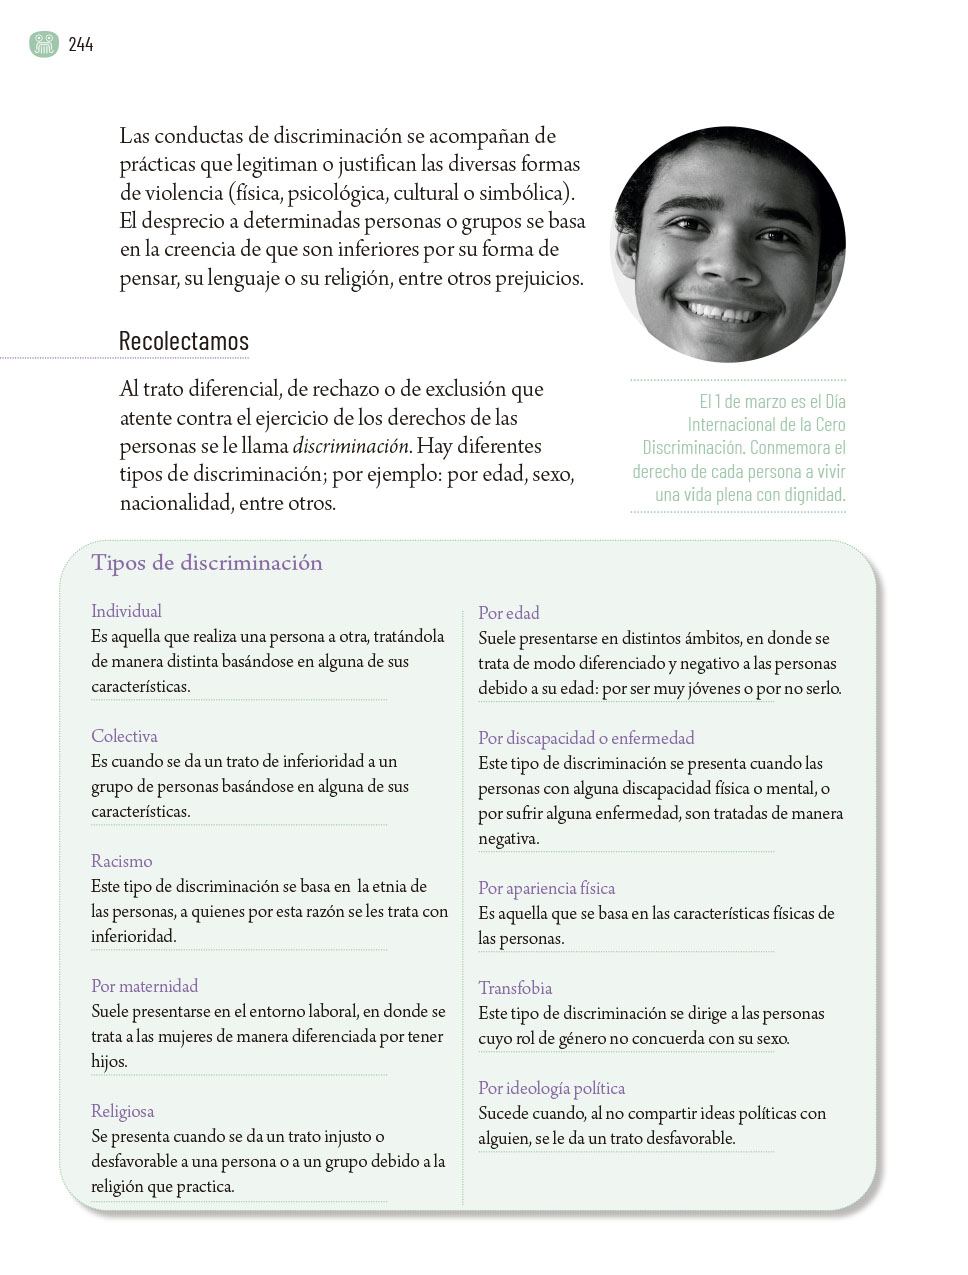 244
Las conductas de discriminación se acompañan de
prácticas que legitiman o justifican las diversas formas
de violencia (física, psicológica, cultural o simbólica).
El desprecio a determinadas personas o grupos se basa
en la creencia de que son inferiores por su forma de
pensar, su lenguaje o su religión, entre otros prejuicios.
Recolectamos
Al trato diferencial, de rechazo o de exclusión que
atente contra el ejercicio de los derechos de las
personas se le llama discriminación. Hay diferentes
tipos de discriminación; por ejemplo: por edad, sexo,
nacionalidad, entre otros.
El 1 de marzo es el Día
Internacional de la Cero
Discriminación. Conmemora el
derecho de cada persona a vivir
una vida plena con dignidad.
Tipos de discriminación
Individual
Es aquella que realiza una persona a otra, tratándola
de manera distinta basándose en alguna de sus
características.
Colectiva
Es cuando se da un trato de inferioridad a un
grupo de personas basándose en alguna de sus
características.
Racismo
Este tipo de discriminación se basa en la etnia de
las personas, a quienes por esta razón se les trata con
inferioridad.
Por maternidad
Suele presentarse en el entorno laboral, en donde se
trata a las mujeres de manera diferenciada por tener
hijos.
Religiosa
Se presenta cuando se da un trato injusto o
desfavorable a una persona o a un grupo debido a la
religión que practica.
Por edad
Suele presentarse en distintos ámbitos, en donde se
trata de modo diferenciado y negativo a las personas
debido a su edad: por ser muy jóvenes o por no serlo.
Por discapacidad o enfermedad
Este tipo de discriminación se presenta cuando las
personas con alguna discapacidad física o mental, o
por sufrir alguna enfermedad, son tratadas de manera
negativa.
Por apariencia física
Es aquella que se basa en las características físicas de
las personas.
Transfobia
Este tipo de discriminación se dirige a las personas
cuyo rol de género no concuerda con su sexo.
Por ideología política
Sucede cuando, al no compartir ideas políticas con
alguien, se le da un trato desfavorable.